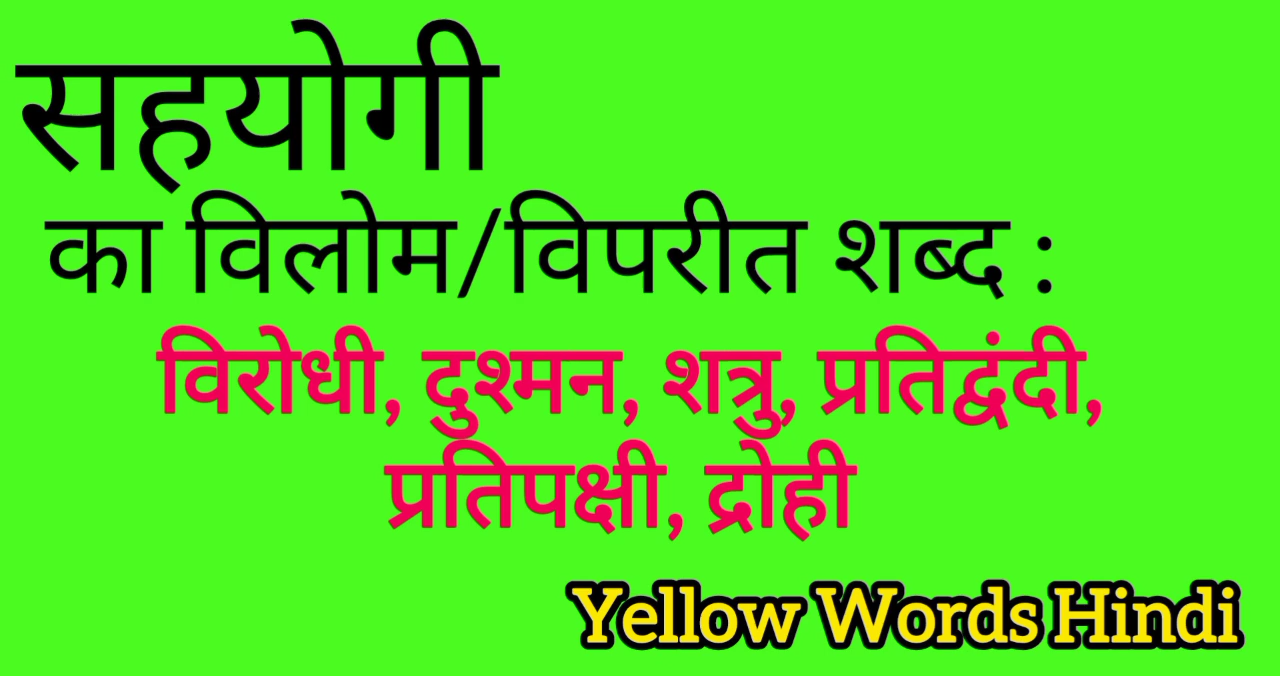 सहयोगी
का विलोम/विपरीत शब्द :
विरोधी, दुश्मन, शत्रु, प्रतिद्वंदी,
प्रतिपक्षी, द्रोही
Yellow Words Hindi